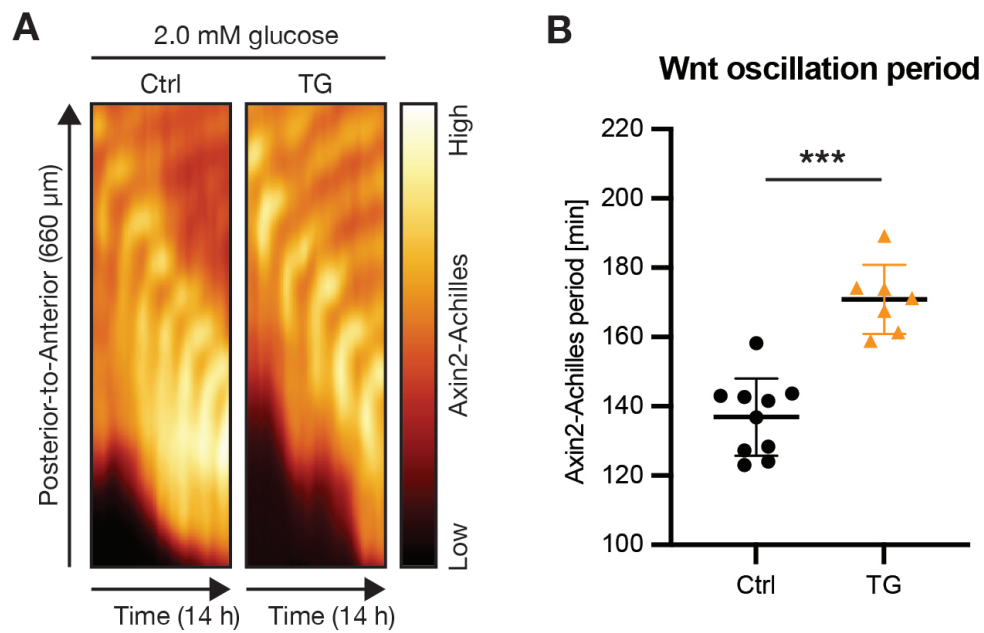 A
2.0 mM glucose
Ctrl
TG
Posterior-to-Anterior (660 µm)
High
Axin2-Achilles
Low
Time (14 h)
Time (14 h)
B
Wnt oscillation period
***
Axin2-Achilles period [min]
220
200
180
160
140
120
100
Ctrl
TG